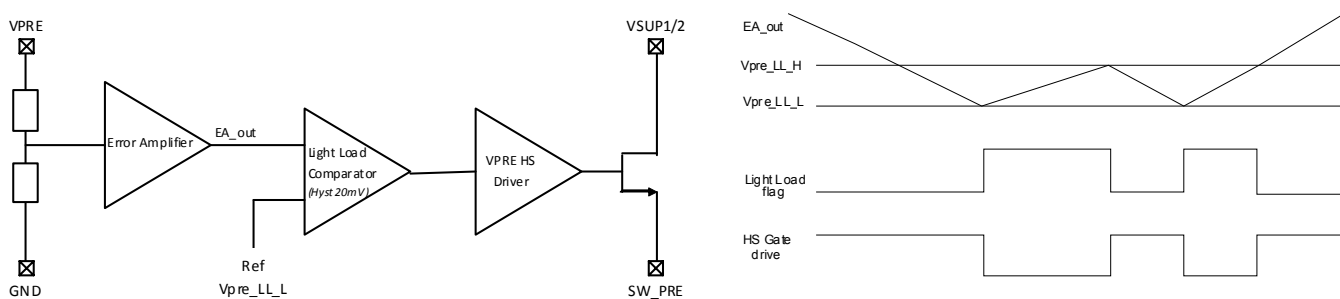 VPRE
VSUP1/2
Error Amplifier
EA_out
Light Load
Comparator
(Hyst 20mV)
VPRE HS
Driver
Ref
Vpre_LL_L
GND
SW_PRE
EA_out
Vpre_LL_H
Vpre_LL_L
Light Load
flag
HS Gate
drive